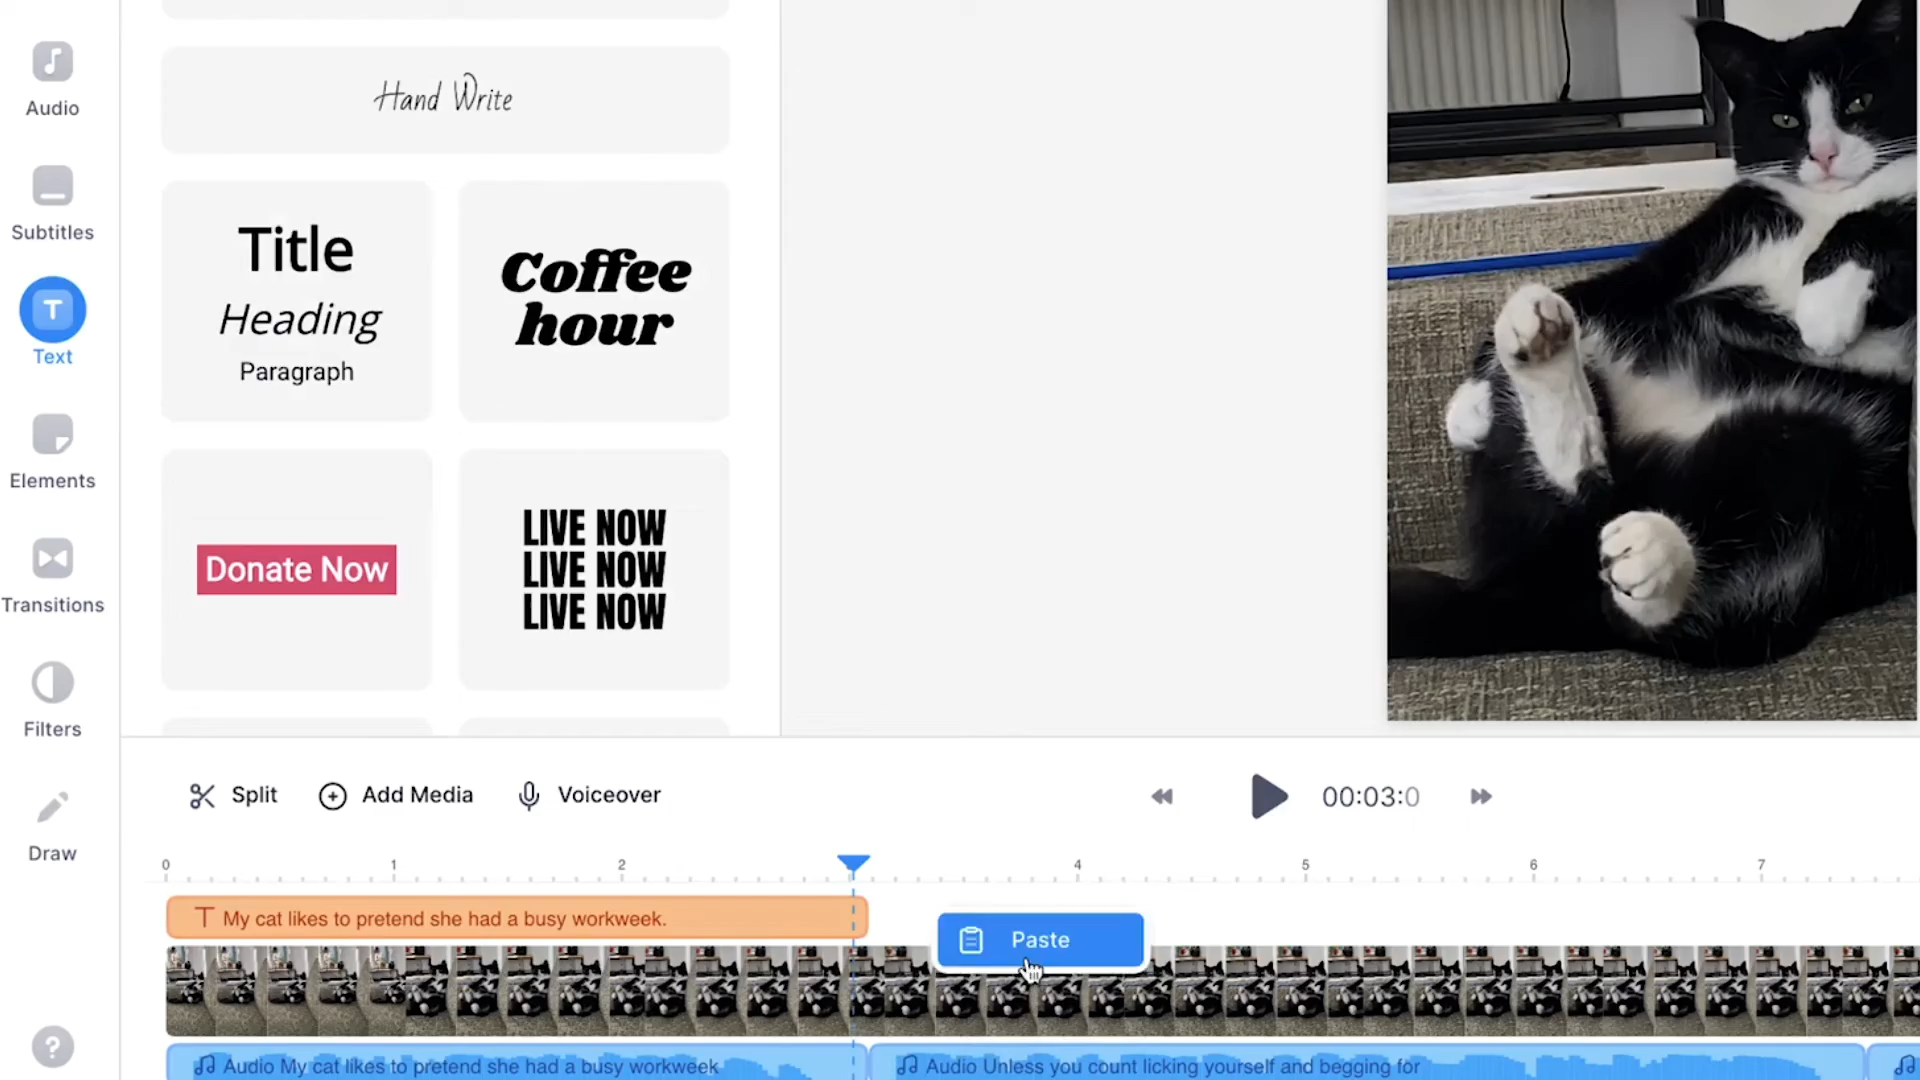 Audio
Subtitles
T
Text
Elements
Transitions
Filters
Draw
?
Hand Write
Title
Heading
Paragraph
Coffee
hour
Donate Now
LIVE NOW
LIVE NOW
LIVE NOW
Split
Add Media
Voiceover
00:03:0
0 1 2 4 5 6 7
T My cat likes to pretend she had a busy workweek.
Paste
Audio My cat likes to pretend she had a busy workweek
Audio Unless you count licking yourself and begging for